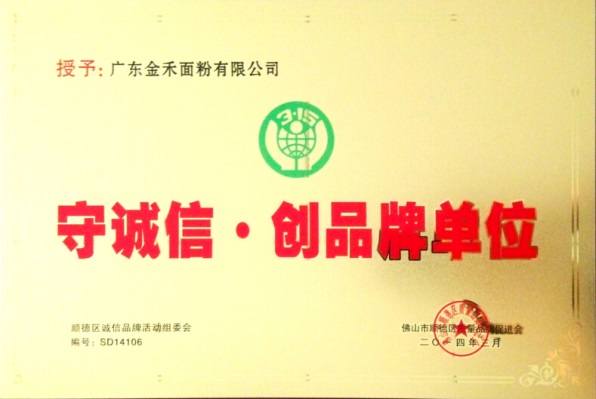 授予：广东金禾面粉有限公司
3·15
守诚信·创品牌单位
顺德区诚信品牌活动组委会
编号：SD14106
佛山市顺德区质量品牌促进会
二〇一四年三月